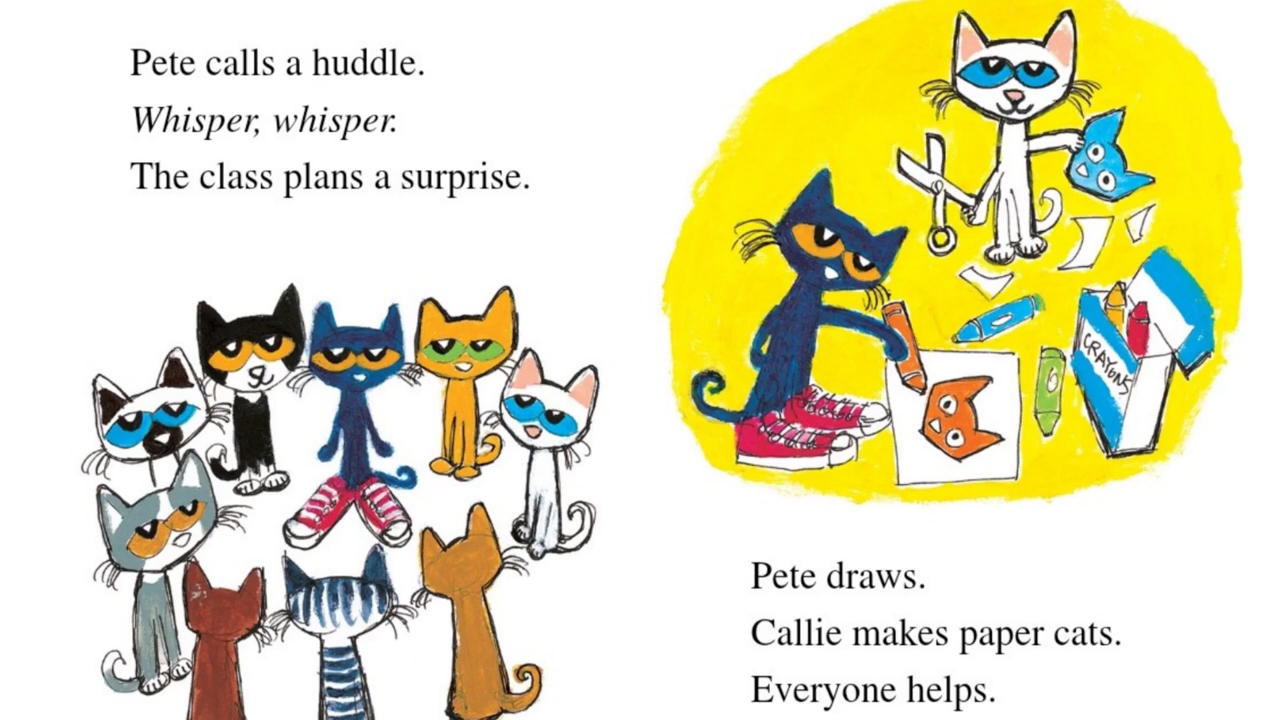 Pete calls a huddle.
Whisper, whisper.
The class plans a surprise.
CRAYONS
Pete draws.
Callie makes paper cats.
Everyone helps.